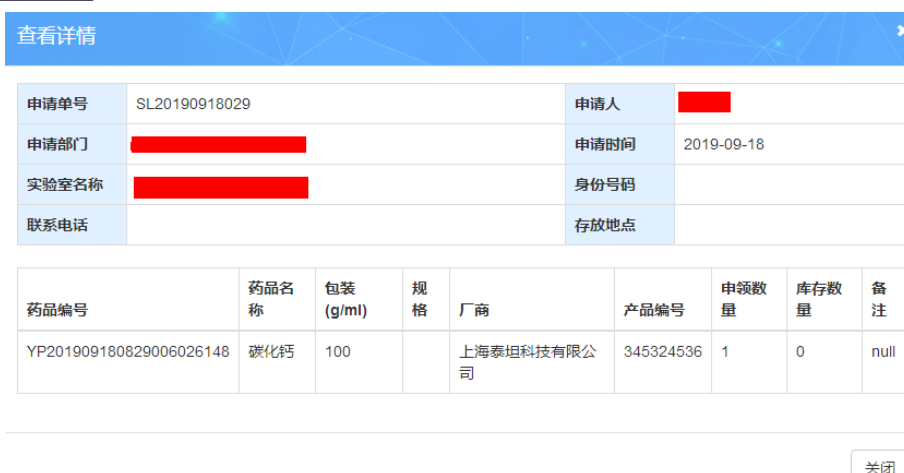 查看详情
申请单号 SL20190918029 申请人
申请部门 申请时间 2019-09-18
实验室名称 身份号码
联系电话 存放地点
药品编号 药品名称 包装(g/ml) 规格 厂商 产品编号 申领数量 库存数量 备注
YP201909180829006026148 碳化钙 100 上海泰坦科技有限公司 345324536 1 0 null
关闭